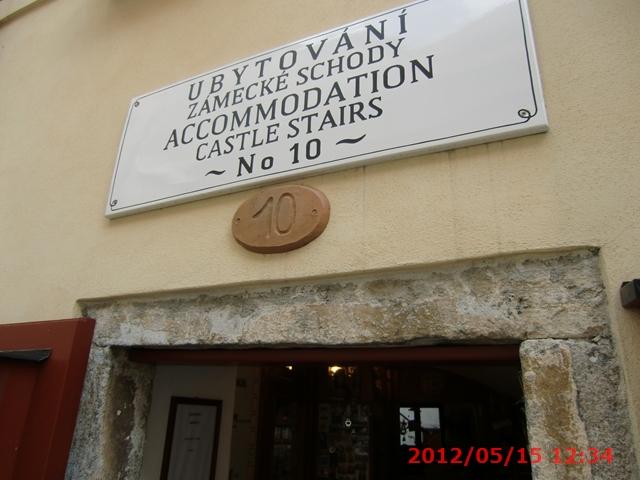 UBYTOVÁNÍ
ZÁMECKÉ SCHODY
ACCOMMODATION
CASTLE STAIRS
~ No 10 ~
10
2012/05/15 12:34